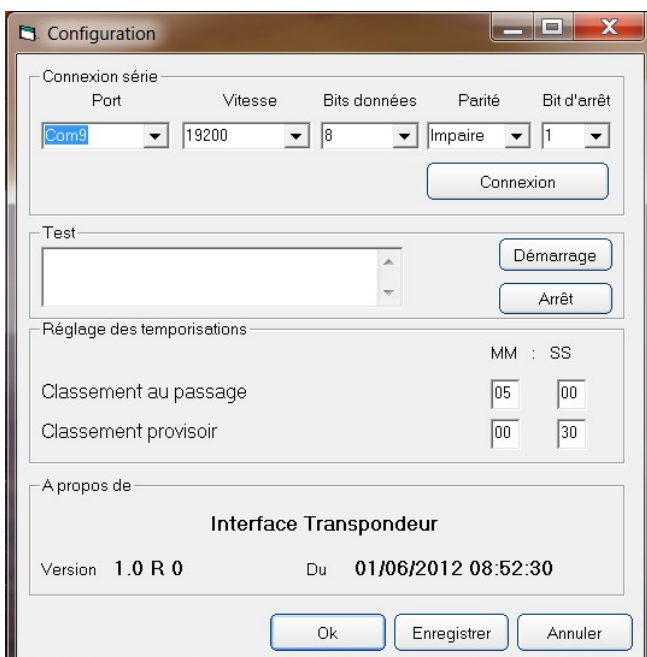 Configuration
Connexion série
Port Vitesse Bits données Parité Bit d'arrêt
Com9 19200 8 Impaire 1
Connexion
Test
Démarrage
Arrêt
Réglage des temporisations
MM : SS
Classement au passage 05 00
Classement provisoir 00 30
A propos de
Interface Transpondeur
Version 1.0 R 0 Du 01/06/2012 08:52:30
Ok Enregistrer Annuler